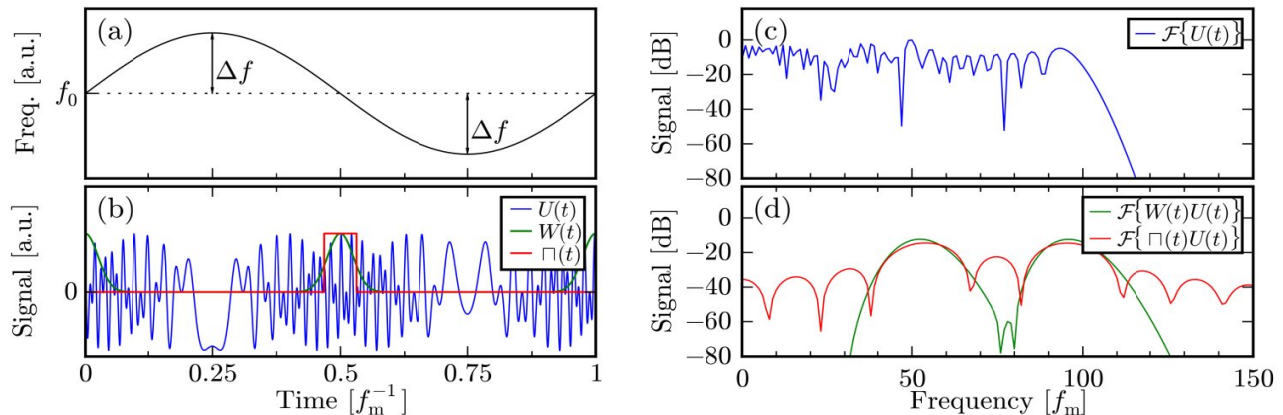 (a)
Freq. [a.u.]
f₀
Δf
Δf
(b)
Signal [a.u.]
0
U(t)
W(t)
⊓(t)
0 0.25 0.5 0.75 1
Time [fₘ⁻¹]
(c)
Signal [dB]
0
−20
−40
−60
−80
ℱ{U(t)}
(d)
Signal [dB]
0
−20
−40
−60
−80
ℱ{W(t)U(t)}
ℱ{⊓(t)U(t)}
0 50 100 150
Frequency [fₘ]